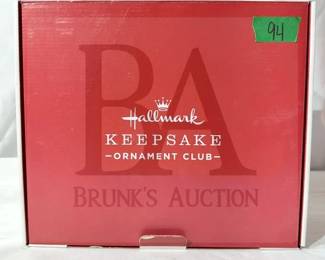 94
BA
Hallmark
KEEPSAKE
—ORNAMENT CLUB—
BRUNK'S AUCTION